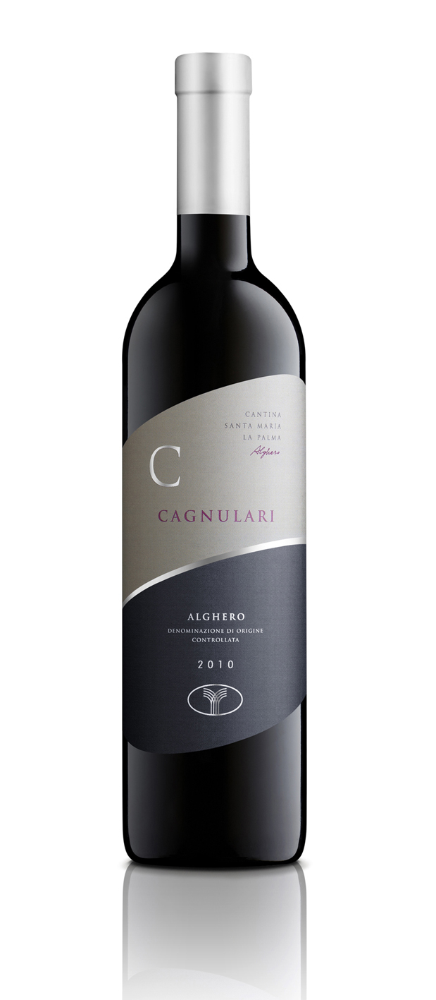 CANTINA
SANTA MARIA
LA PALMA
Alghero
C
CAGNULARI
ALGHERO
DENOMINAZIONE DI ORIGINE
CONTROLLATA
2010